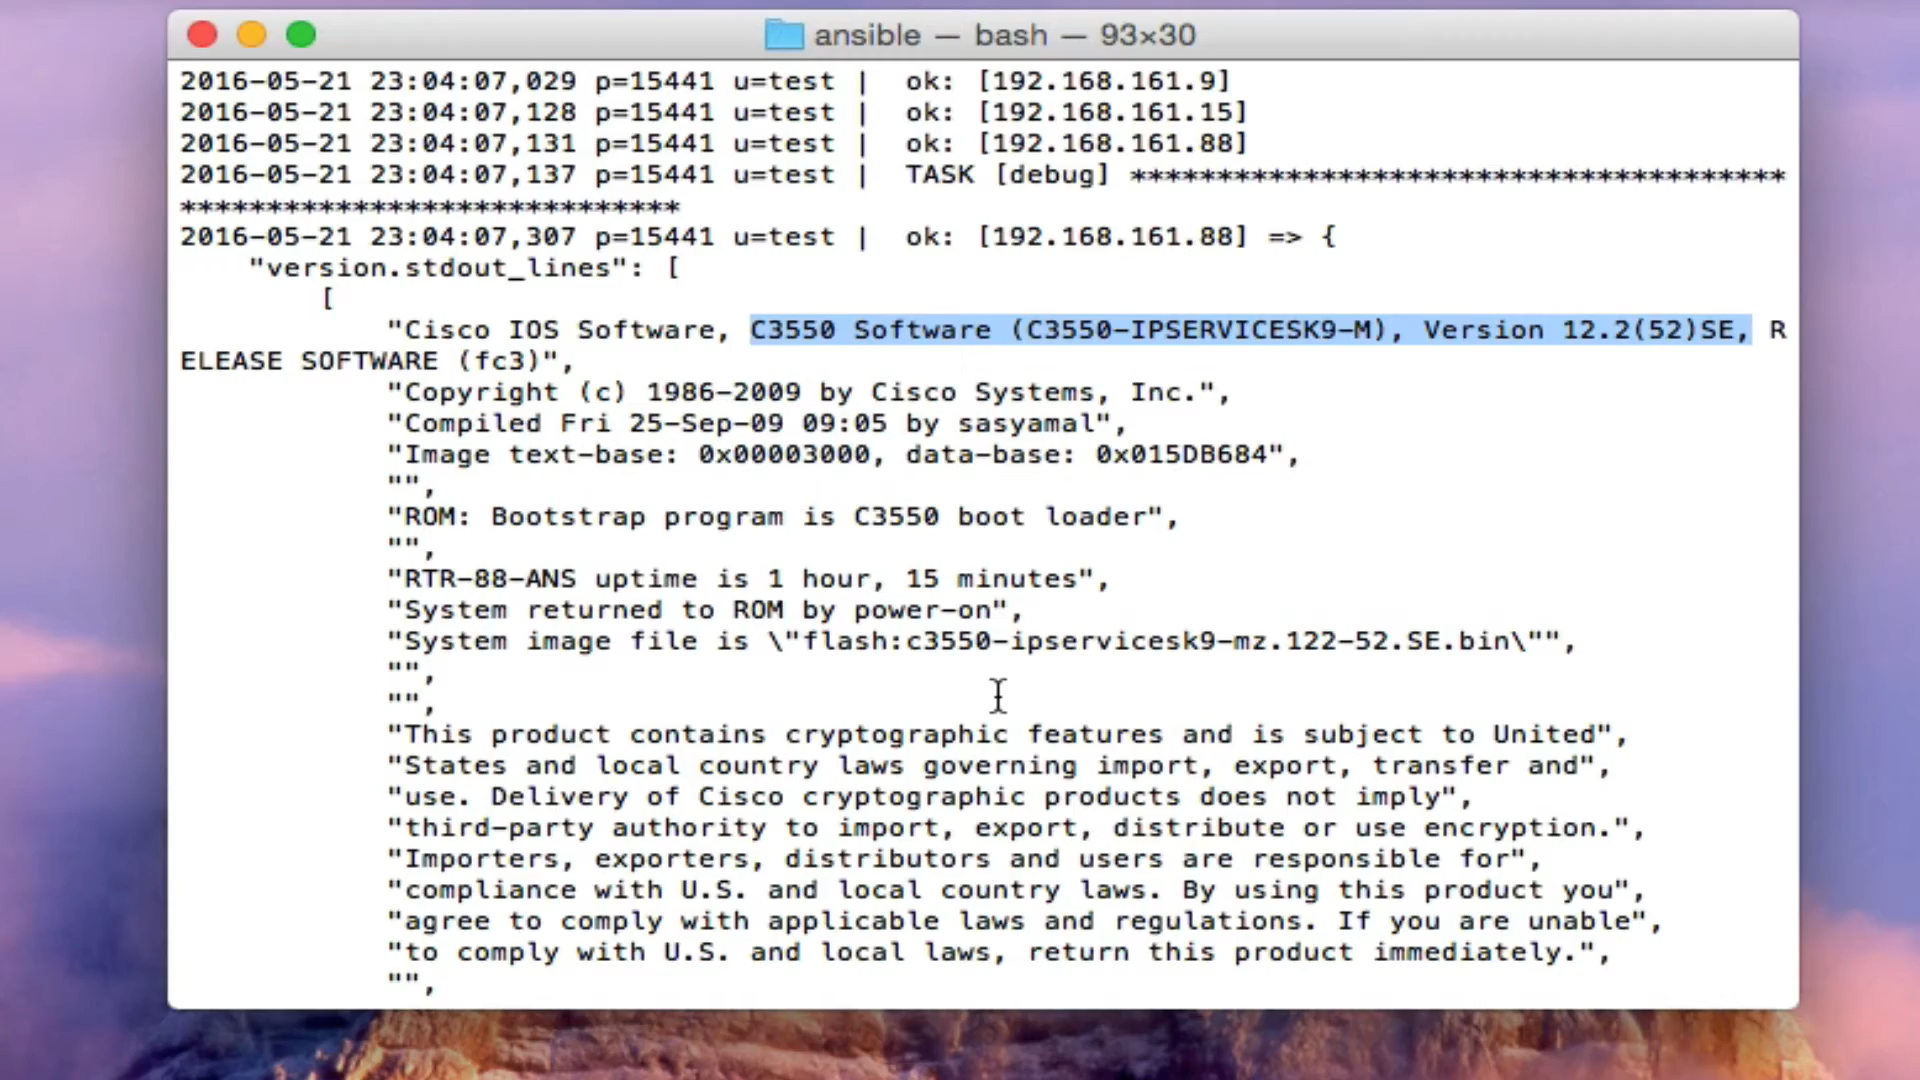 ansible — bash — 93×30
2016-05-21 23:04:07,029 p=15441 u=test |  ok: [192.168.161.9]
2016-05-21 23:04:07,128 p=15441 u=test |  ok: [192.168.161.15]
2016-05-21 23:04:07,131 p=15441 u=test |  ok: [192.168.161.88]
2016-05-21 23:04:07,137 p=15441 u=test |  TASK [debug] **************************************
*****************************
2016-05-21 23:04:07,307 p=15441 u=test |  ok: [192.168.161.88] => {
    "version.stdout_lines": [
        [
            "Cisco IOS Software, C3550 Software (C3550-IPSERVICESK9-M), Version 12.2(52)SE, R
ELEASE SOFTWARE (fc3)",
            "Copyright (c) 1986-2009 by Cisco Systems, Inc.",
            "Compiled Fri 25-Sep-09 09:05 by sasyamal",
            "Image text-base: 0x00003000, data-base: 0x015DB684",
            "",
            "ROM: Bootstrap program is C3550 boot loader",
            "",
            "RTR-88-ANS uptime is 1 hour, 15 minutes",
            "System returned to ROM by power-on",
            "System image file is \"flash:c3550-ipservicesk9-mz.122-52.SE.bin\"",
            "",
            "",
            "This product contains cryptographic features and is subject to United",
            "States and local country laws governing import, export, transfer and",
            "use. Delivery of Cisco cryptographic products does not imply",
            "third-party authority to import, export, distribute or use encryption.",
            "Importers, exporters, distributors and users are responsible for",
            "compliance with U.S. and local country laws. By using this product you",
            "agree to comply with applicable laws and regulations. If you are unable",
            "to comply with U.S. and local laws, return this product immediately.",
            "",